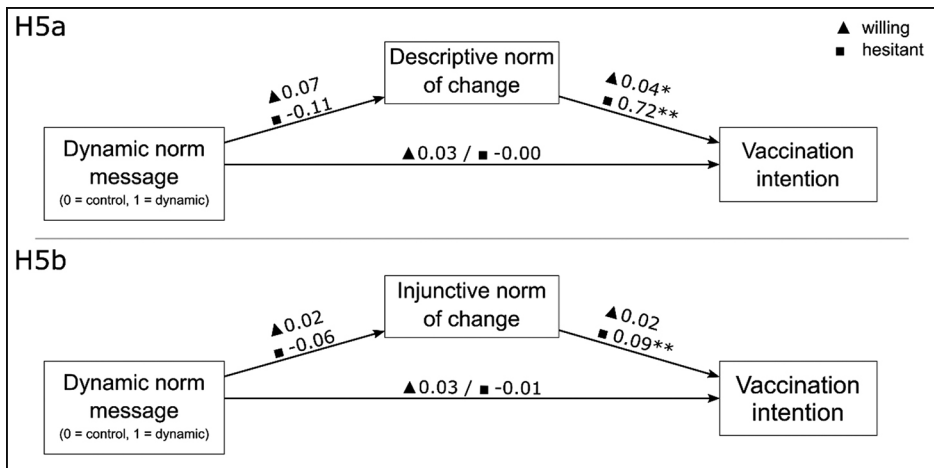 H5a
▲ willing
■ hesitant
Descriptive norm
of change
▲0.07
■ -0.11
▲0.04*
■ 0.72**
Dynamic norm
message
(0 = control, 1 = dynamic)
▲0.03 / ■ -0.00
Vaccination
intention
H5b
Injunctive norm
of change
▲0.02
■ -0.06
▲0.02
■ 0.09**
Dynamic norm
message
(0 = control, 1 = dynamic)
▲0.03 / ■ -0.01
Vaccination
intention